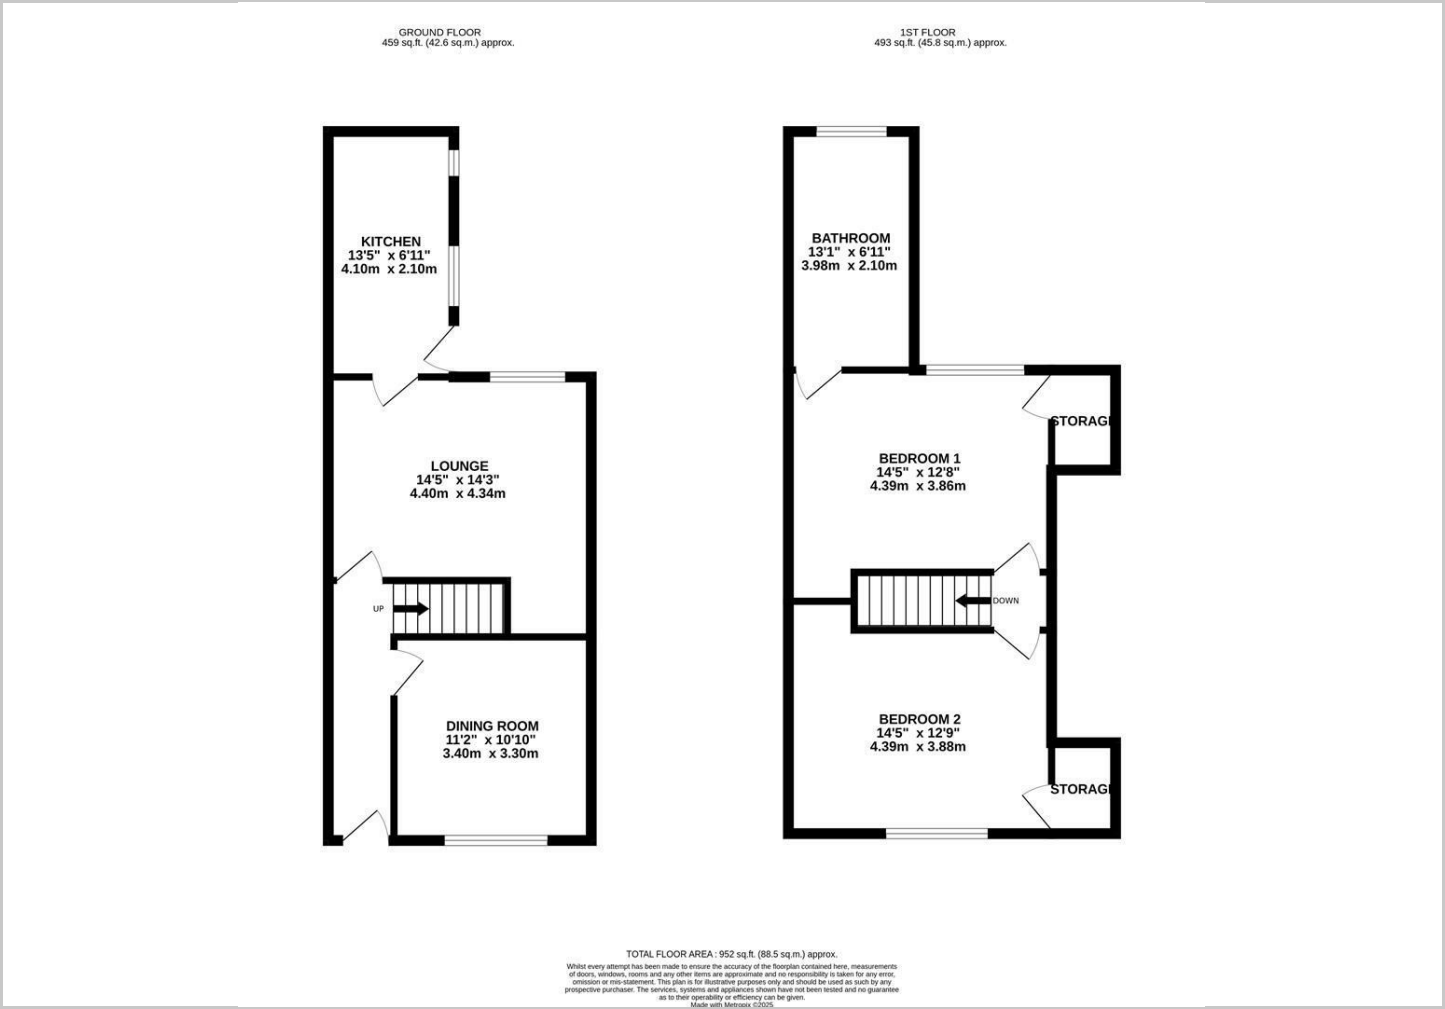 GROUND FLOOR
459 sq.ft. (42.6 sq.m.) approx.
1ST FLOOR
493 sq.ft. (45.8 sq.m.) approx.
KITCHEN
13'5" x 6'11"
4.10m x 2.10m
LOUNGE
14'5" x 14'3"
4.40m x 4.34m
UP
DINING ROOM
11'2" x 10'10"
3.40m x 3.30m
BATHROOM
13'1" x 6'11"
3.98m x 2.10m
STORAGE
BEDROOM 1
14'5" x 12'8"
4.39m x 3.86m
DOWN
BEDROOM 2
14'5" x 12'9"
4.39m x 3.88m
STORAGE
TOTAL FLOOR AREA : 952 sq.ft. (88.5 sq.m.) approx.
Whilst every attempt has been made to ensure the accuracy of the floorplan contained here, measurements
of doors, windows, rooms and any other items are approximate and no responsibility is taken for any error,
omission or mis-statement. This plan is for illustrative purposes only and should be used as such by any
prospective purchaser. The services, systems and appliances shown have not been tested and no guarantee
as to their operability or efficiency can be given.
Made with Metropix ©2025